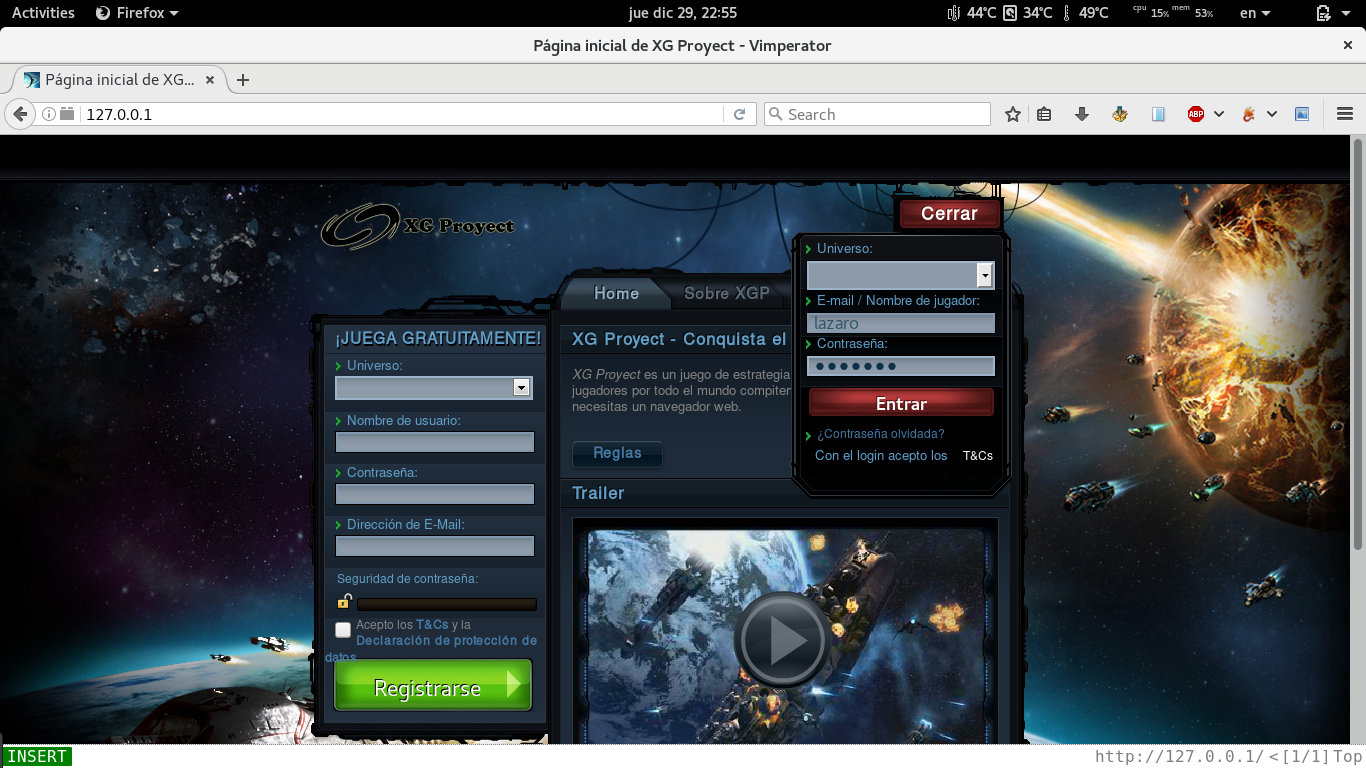 Activities Firefox jue dic 29, 22:55 44°C 34°C 49°C cpu 15% mem 53% en
Página inicial de XG Proyect - Vimperator
Página inicial de XG...
127.0.0.1 Search ABP
XG Proyect
Cerrar
Universo:
E-mail / Nombre de jugador:
lazaro
Contraseña:
Entrar
¿Contraseña olvidada?
Con el login acepto los T&Cs
Home Sobre XGP
¡JUEGA GRATUITAMENTE!
Universo:
Nombre de usuario:
Contraseña:
Dirección de E-Mail:
Seguridad de contraseña:
Acepto los T&Cs y la
Declaración de protección de
datos
Registrarse
XG Proyect - Conquista el
XG Proyect es un juego de estrategia
jugadores por todo el mundo compiten
necesitas un navegador web.
Reglas
Trailer
INSERT http://127.0.0.1/ <[1/1] Top